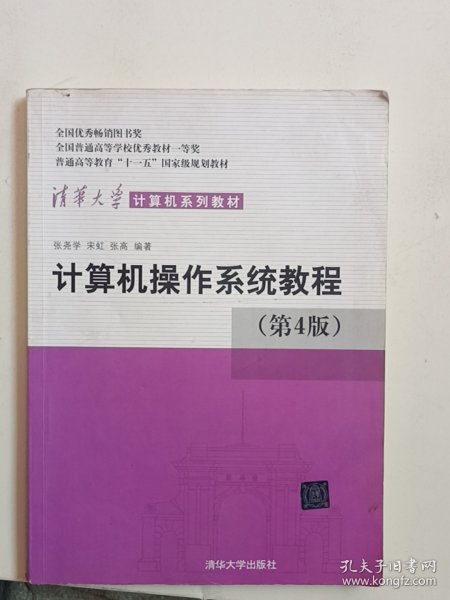 全国优秀畅销图书奖
全国普通高等学校优秀教材一等奖
普通高等教育“十一五”国家级规划教材
清华大学 计算机系列教材
张尧学 宋虹 张高 编著
计算机操作系统教程
(第4版)
清华大学出版社
孔夫子旧书网
www.kongfz.com